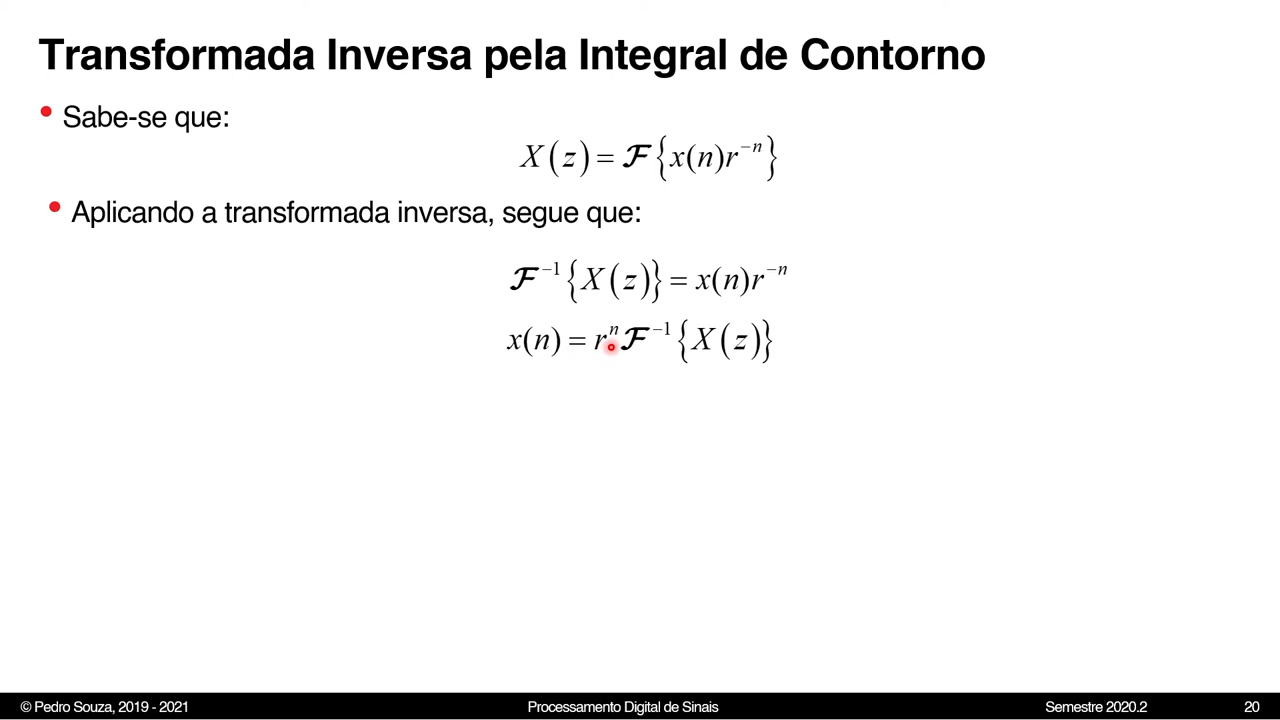 Transformada Inversa pela Integral de Contorno
• Sabe-se que:
X(z) = ℱ{x(n)r⁻ⁿ}
• Aplicando a transformada inversa, segue que:
ℱ⁻¹{X(z)} = x(n)r⁻ⁿ
x(n) = rⁿℱ⁻¹{X(z)}
© Pedro Souza, 2019 - 2021 Processamento Digital de Sinais Semestre 2020.2 20